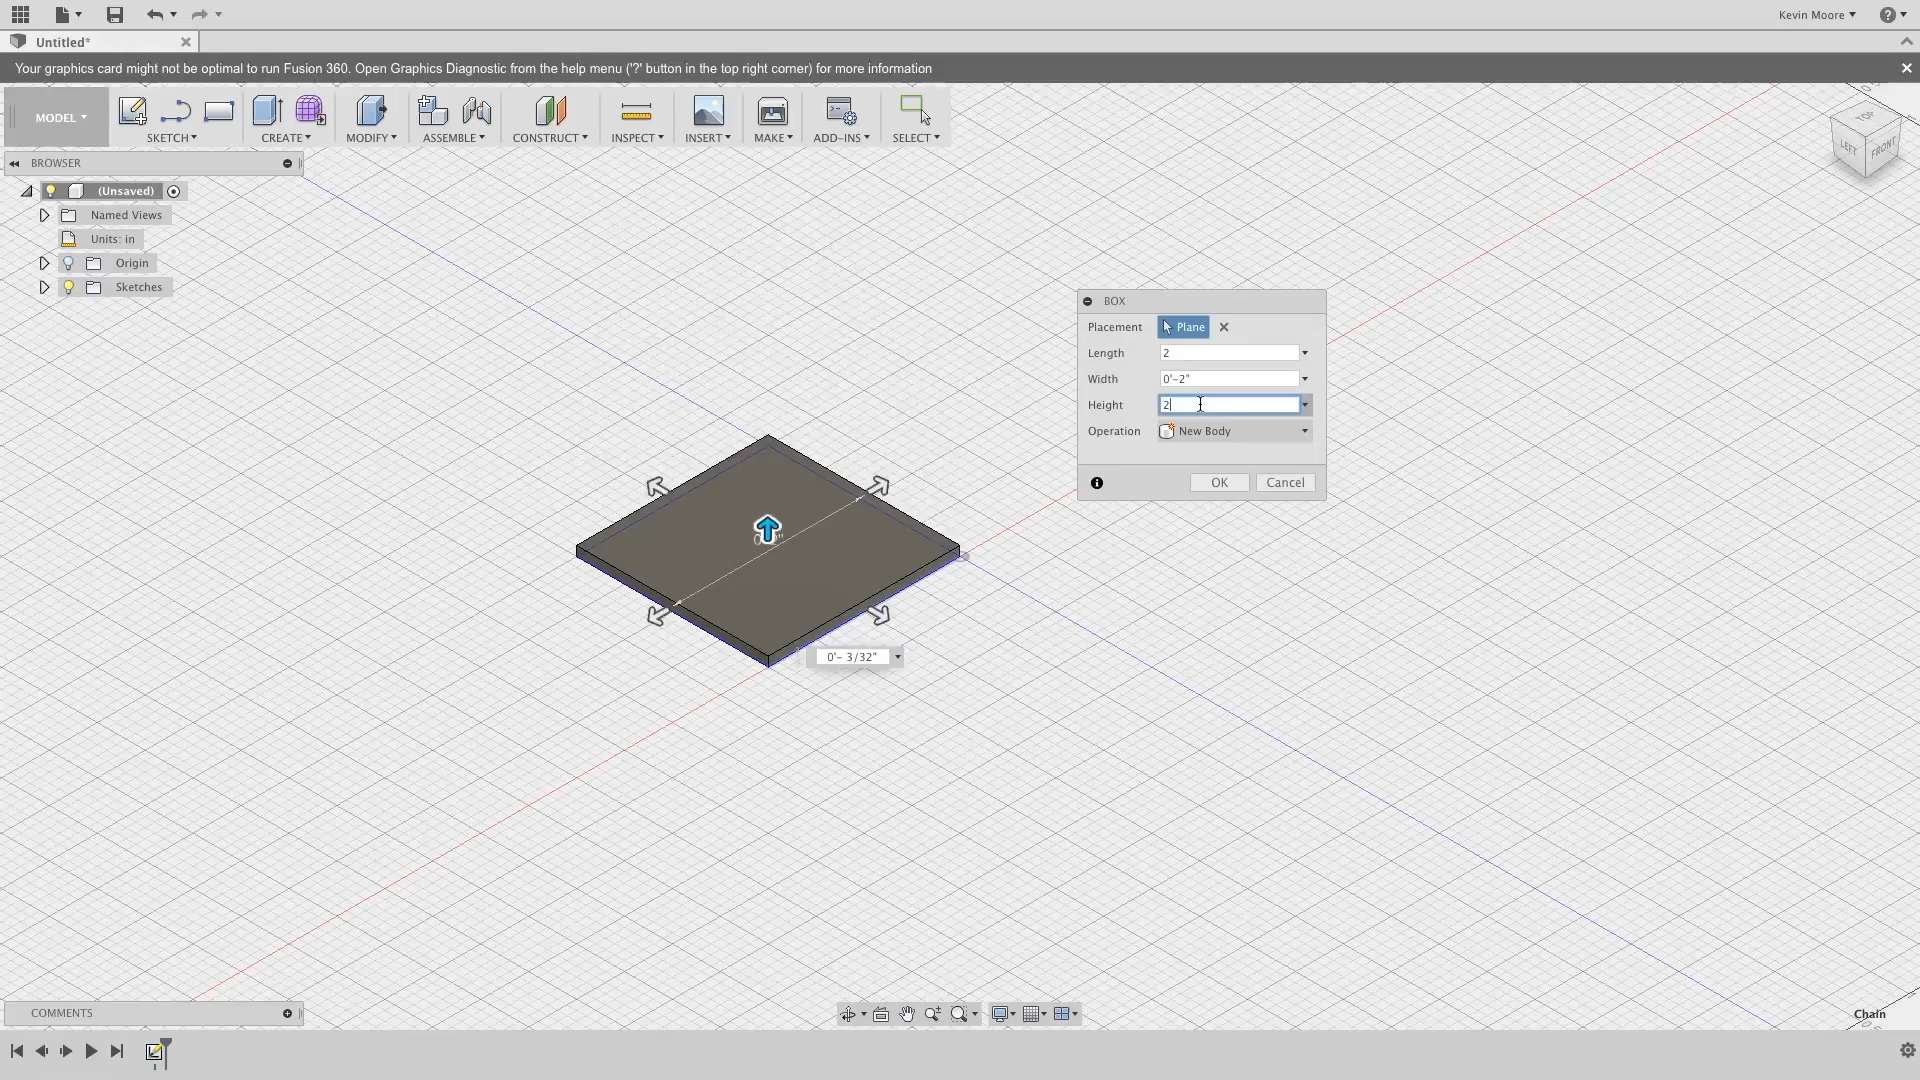 Kevin Moore
Untitled*
Your graphics card might not be optimal to run Fusion 360. Open Graphics Diagnostic from the help menu ('?' button in the top right corner) for more information
MODEL
SKETCH
CREATE
MODIFY
ASSEMBLE
CONSTRUCT
INSPECT
INSERT
MAKE
ADD-INS
SELECT
TOP
LEFT
FRONT
BROWSER
(Unsaved)
Named Views
Units: in
Origin
Sketches
BOX
Placement
Plane
Length
2
Width
0'-2"
Height
2
Operation
New Body
OK
Cancel
0'- 3/32"
COMMENTS
Chain